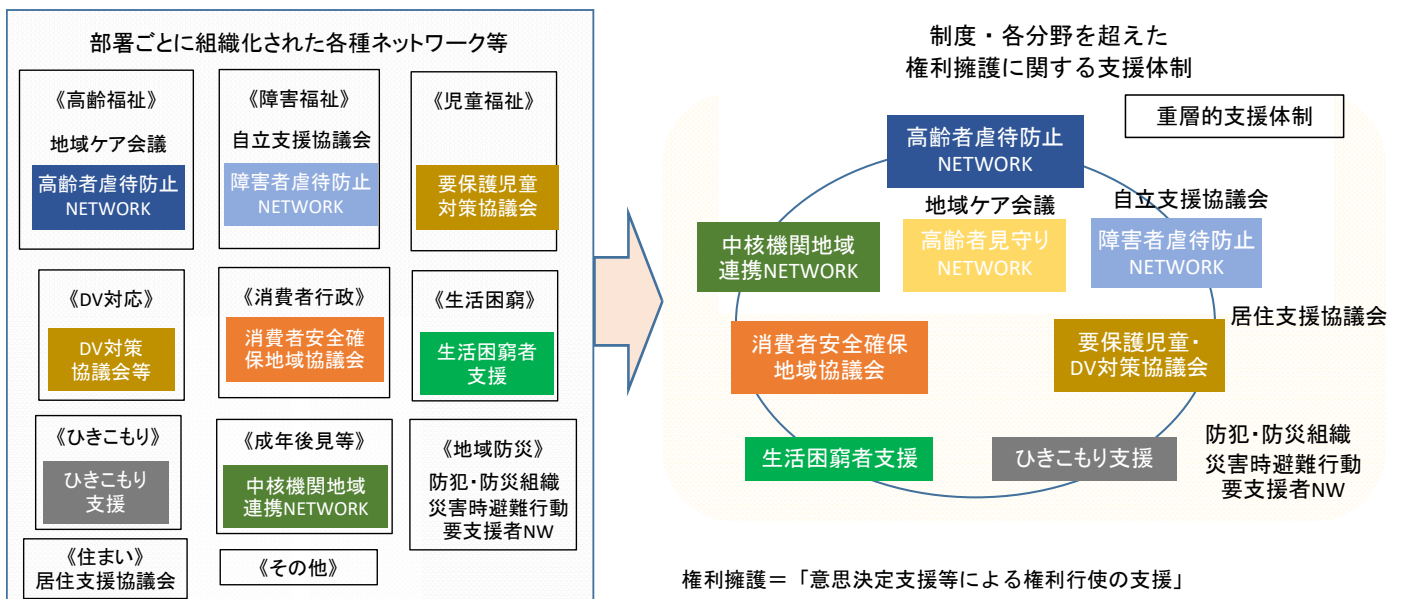 部署ごとに組織化された各種ネットワーク等
《高齢福祉》
地域ケア会議
高齢者虐待防止
NETWORK
《障害福祉》
自立支援協議会
障害者虐待防止
NETWORK
《児童福祉》
要保護児童
対策協議会
《DV対応》
DV対策
協議会等
《消費者行政》
消費者安全確
保地域協議会
《生活困窮》
生活困窮者
支援
《ひきこもり》
ひきこもり
支援
《成年後見等》
中核機関地域
連携NETWORK
《地域防災》
防犯・防災組織
災害時避難行動
要支援者NW
《住まい》
居住支援協議会
《その他》
制度・各分野を超えた
権利擁護に関する支援体制
重層的支援体制
高齢者虐待防止
NETWORK
地域ケア会議
高齢者見守り
NETWORK
自立支援協議会
障害者虐待防止
NETWORK
中核機関地域
連携NETWORK
居住支援協議会
消費者安全確保
地域協議会
要保護児童・
DV対策協議会
生活困窮者支援
ひきこもり支援
防犯・防災組織
災害時避難行動
要支援者NW
権利擁護＝「意思決定支援等による権利行使の支援」